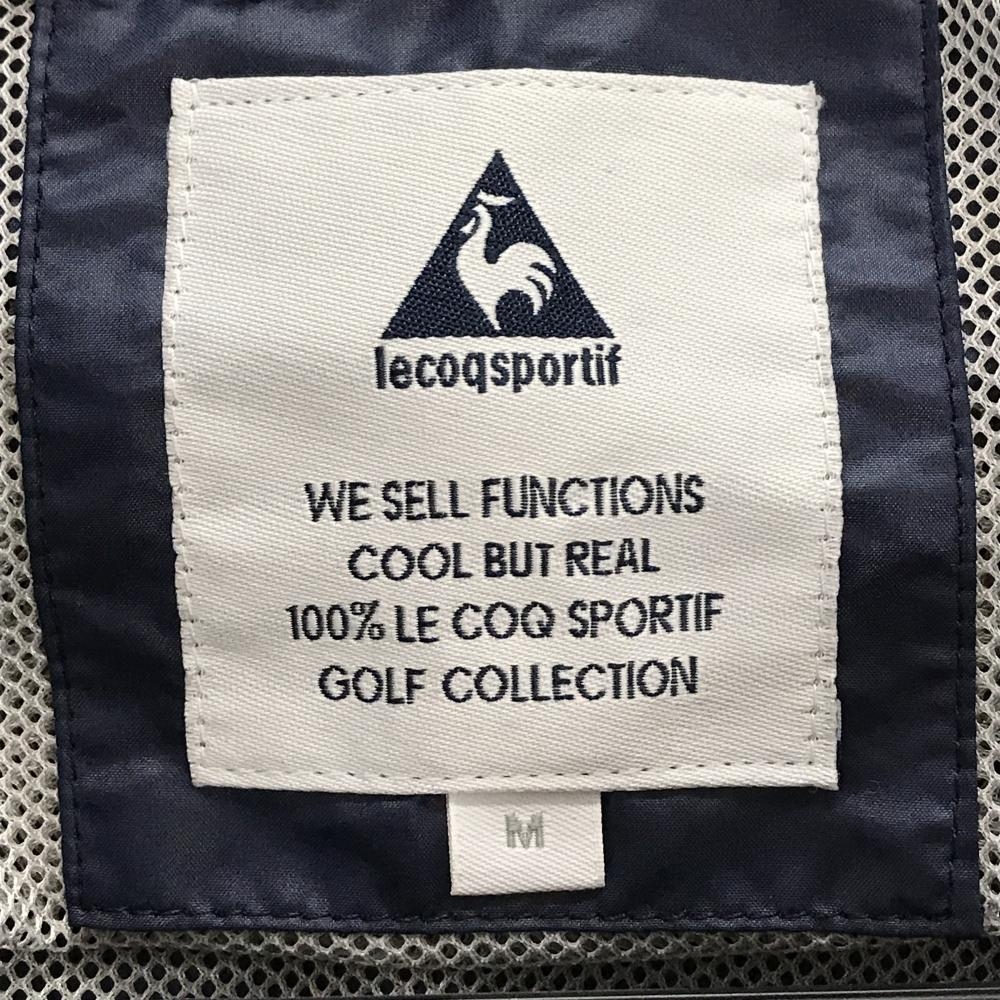 lecoqsportif
WE SELL FUNCTIONS
COOL BUT REAL
100% LE COQ SPORTIF
GOLF COLLECTION
M